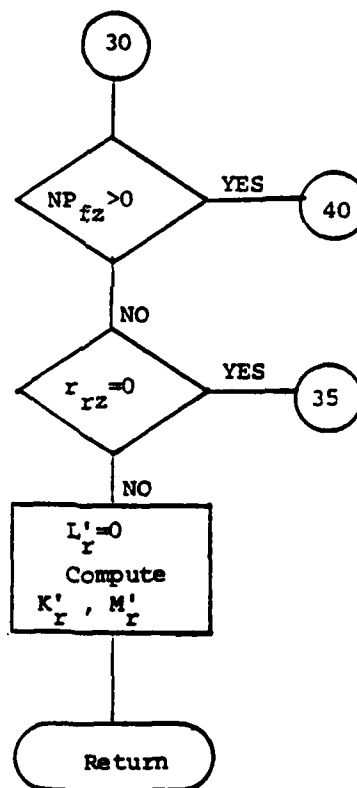 30
NP_fz >0
YES
40
NO
r_rz =0
YES
35
NO
L'_r =0
Compute
K'_r , M'_r
Return